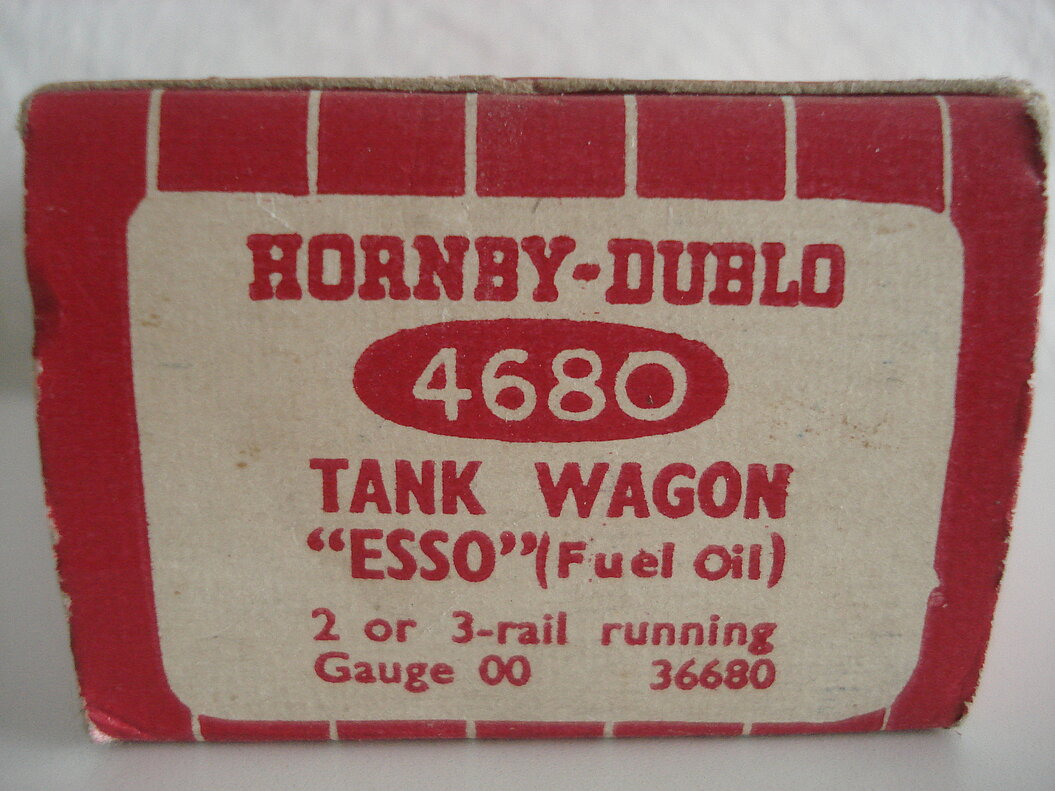 HORNBY-DUBLO
4680
TANK WAGON
“ESSO” (Fuel Oil)
2 or 3-rail running
Gauge 00 36680